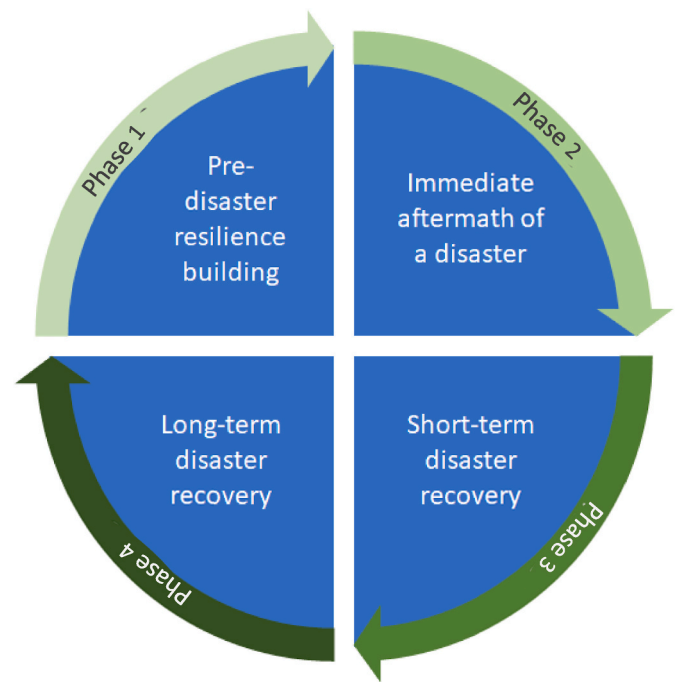 Phase 1
Pre-
disaster
resilience
building
Phase 2
Immediate
aftermath of
a disaster
Phase 3
Short-term
disaster
recovery
Phase 4
Long-term
disaster
recovery